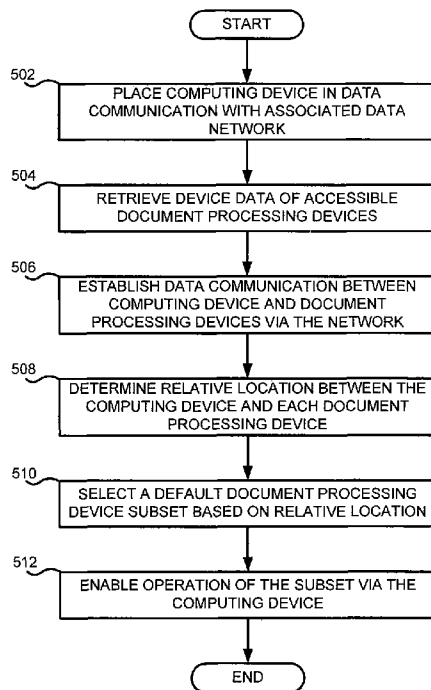 START
502
PLACE COMPUTING DEVICE IN DATA
COMMUNICATION WITH ASSOCIATED DATA
NETWORK
504
RETRIEVE DEVICE DATA OF ACCESSIBLE
DOCUMENT PROCESSING DEVICES
506
ESTABLISH DATA COMMUNICATION BETWEEN
COMPUTING DEVICE AND DOCUMENT
PROCESSING DEVICES VIA THE NETWORK
508
DETERMINE RELATIVE LOCATION BETWEEN THE
COMPUTING DEVICE AND EACH DOCUMENT
PROCESSING DEVICE
510
SELECT A DEFAULT DOCUMENT PROCESSING
DEVICE SUBSET BASED ON RELATIVE LOCATION
512
ENABLE OPERATION OF THE SUBSET VIA THE
COMPUTING DEVICE
END